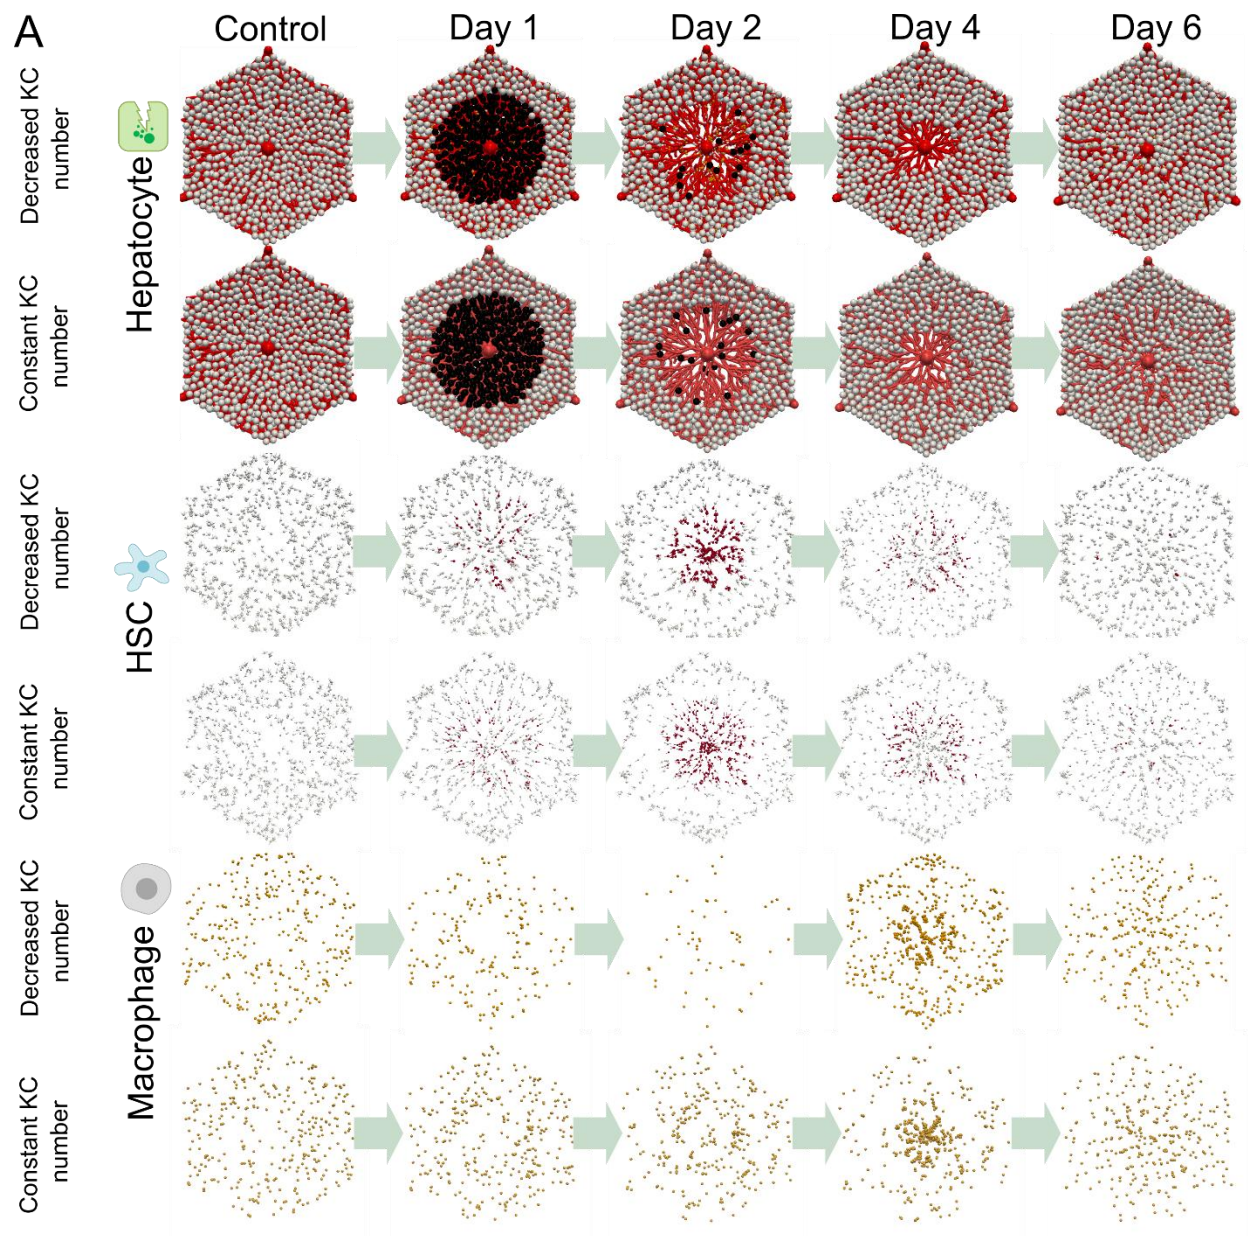 A
Control
Day 1
Day 2
Day 4
Day 6
Hepatocyte
Decreased KC
number
Constant KC
number
HSC
Decreased KC
number
Constant KC
number
Macrophage
Decreased KC
number
Constant KC
number